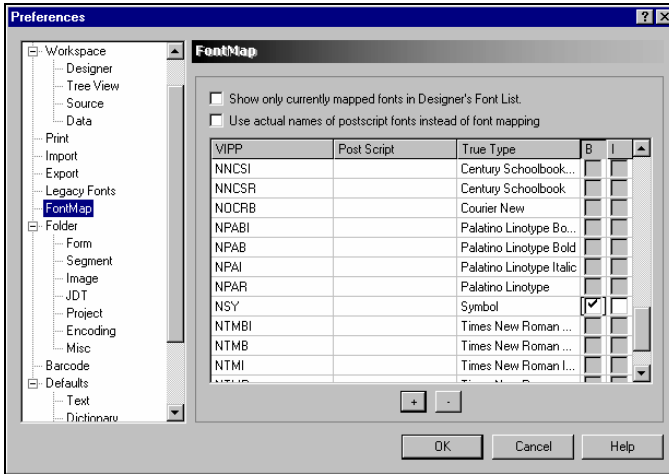 Preferences
Workspace
Designer
Tree View
Source
Data
Print
Import
Export
Legacy Fonts
FontMap
Folder
Form
Segment
Image
JDT
Project
Encoding
Misc
Barcode
Defaults
Text
Dictionary
FontMap
Show only currently mapped fonts in Designer's Font List.
Use actual names of postscript fonts instead of font mapping
VIPP Post Script True Type B I
NNCSI Century Schoolbook...
NNCSR Century Schoolbook
NOCRB Courier New
NPABI Palatino Linotype Bo...
NPAB Palatino Linotype Bold
NPAI Palatino Linotype Italic
NPAR Palatino Linotype
NSY Symbol
NTMBI Times New Roman ...
NTMB Times New Roman ...
NTMI Times New Roman I...
+ -
OK Cancel Help